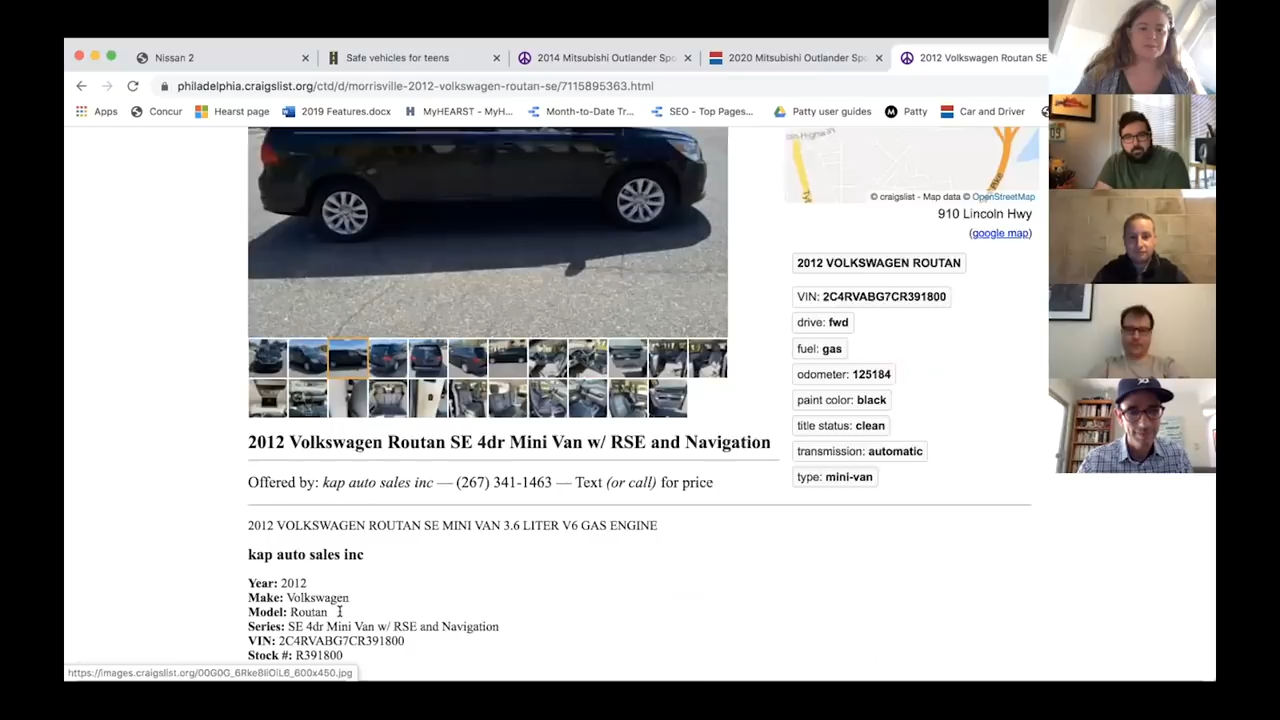 Nissan 2
Safe vehicles for teens
2014 Mitsubishi Outlander Spo
2020 Mitsubishi Outlander Spo
2012 Volkswagen Routan SE
philadelphia.craigslist.org/ctd/d/morrisville-2012-volkswagen-routan-se/7115895363.html
Apps
Concur
Hearst page
2019 Features.docx
MyHEARST - MyH...
Month-to-Date Tr...
SEO - Top Pages...
Patty user guides
Patty
Car and Driver
© craigslist - Map data © OpenStreetMap
910 Lincoln Hwy
(google map)
2012 VOLKSWAGEN ROUTAN
VIN: 2C4RVABG7CR391800
drive: fwd
fuel: gas
odometer: 125184
paint color: black
title status: clean
transmission: automatic
type: mini-van
2012 Volkswagen Routan SE 4dr Mini Van w/ RSE and Navigation
Offered by: kap auto sales inc — (267) 341-1463 — Text (or call) for price
2012 VOLKSWAGEN ROUTAN SE MINI VAN 3.6 LITER V6 GAS ENGINE
kap auto sales inc
Year: 2012
Make: Volkswagen
Model: Routan
Series: SE 4dr Mini Van w/ RSE and Navigation
VIN: 2C4RVABG7CR391800
Stock #: R391800
https://images.craigslist.org/00G0G_6Rke8IiOiL6_600x450.jpg